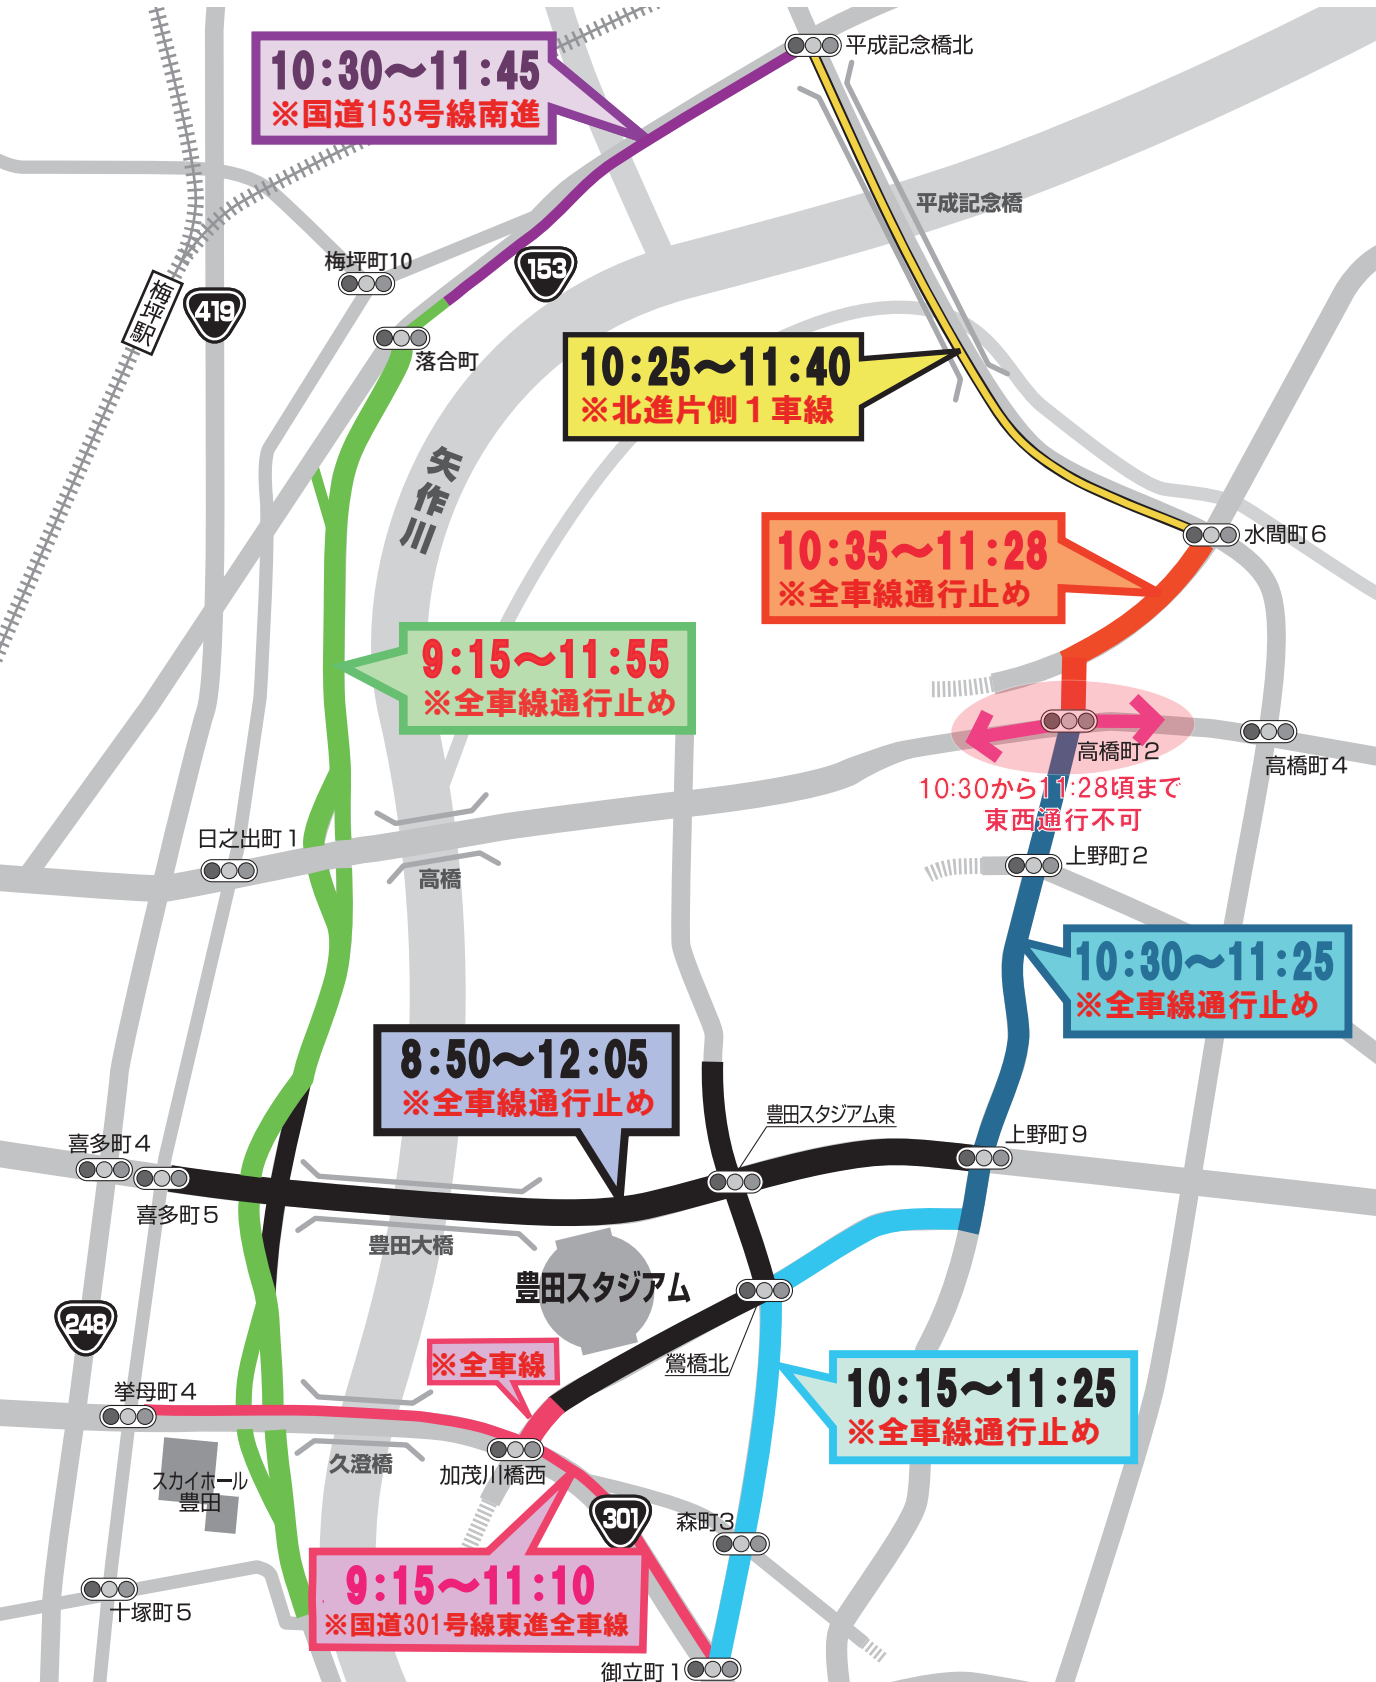 平成記念橋北
10:30〜11:45
※国道153号線南進
平成記念橋
梅坪町10
153
梅坪駅
419
落合町
10:25〜11:40
※北進片側1車線
矢作川
水間町6
10:35〜11:28
※全車線通行止め
9:15〜11:55
※全車線通行止め
高橋町2
高橋町4
10:30から11:28頃まで
東西通行不可
日之出町1
高橋
上野町2
10:30〜11:25
※全車線通行止め
8:50〜12:05
※全車線通行止め
豊田スタジアム東
上野町9
喜多町4
喜多町5
豊田大橋
豊田スタジアム
248
※全車線
鶯橋北
10:15〜11:25
※全車線通行止め
挙母町4
久澄橋
加茂川橋西
スカイホール
豊田
301
森町3
9:15〜11:10
※国道301号線東進全車線
十塚町5
御立町1